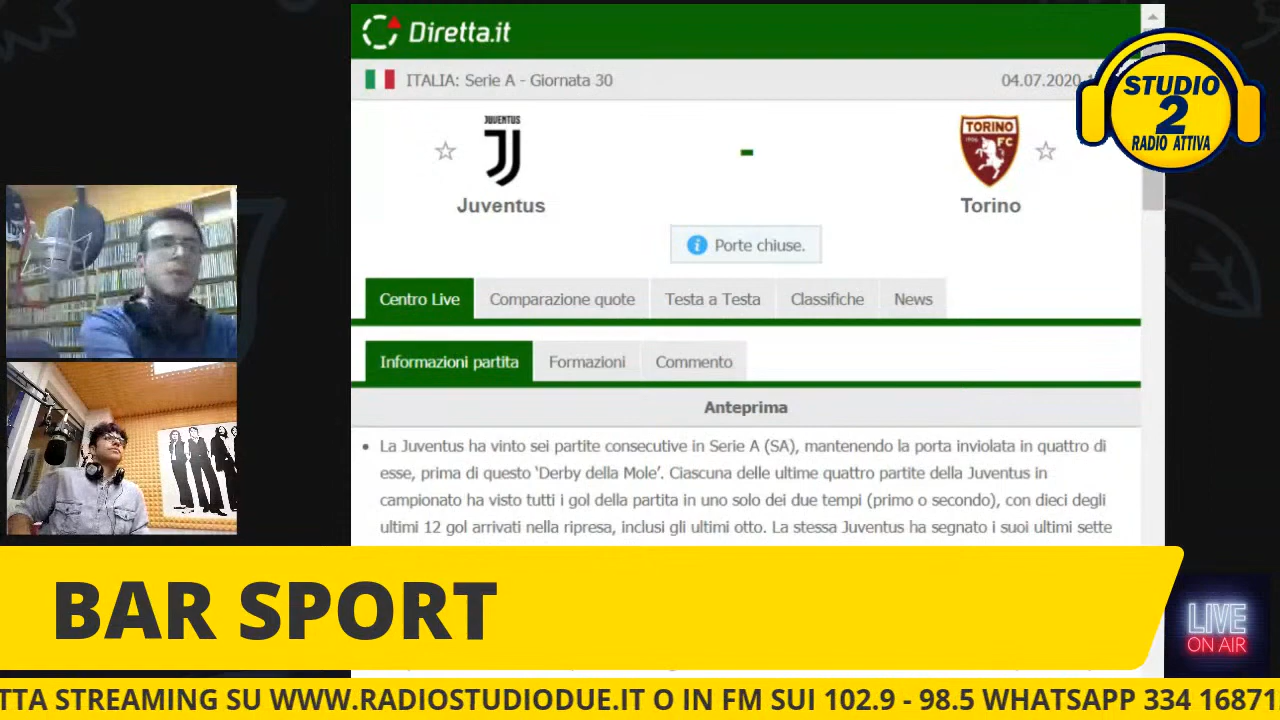 Diretta.it
ITALIA: Serie A - Giornata 30
04.07.2020
STUDIO
2
RADIO ATTIVA
JUVENTUS
TORINO
FC
Juventus
-
Torino
Porte chiuse.
Centro Live
Comparazione quote
Testa a Testa
Classifiche
News
Informazioni partita
Formazioni
Commento
Anteprima
• La Juventus ha vinto sei partite consecutive in Serie A (SA), mantenendo la porta inviolata in quattro di
esse, prima di questo ‘Derby della Mole’. Ciascuna delle ultime quattro partite della Juventus in
campionato ha visto tutti i gol della partita in uno solo dei due tempi (primo o secondo), con dieci degli
ultimi 12 gol arrivati nella ripresa, inclusi gli ultimi otto. La stessa Juventus ha segnato i suoi ultimi sette
BAR SPORT
LIVE
ON AIR
TTA STREAMING SU WWW.RADIOSTUDIODUE.IT O IN FM SUI 102.9 - 98.5 WHATSAPP 334 16871